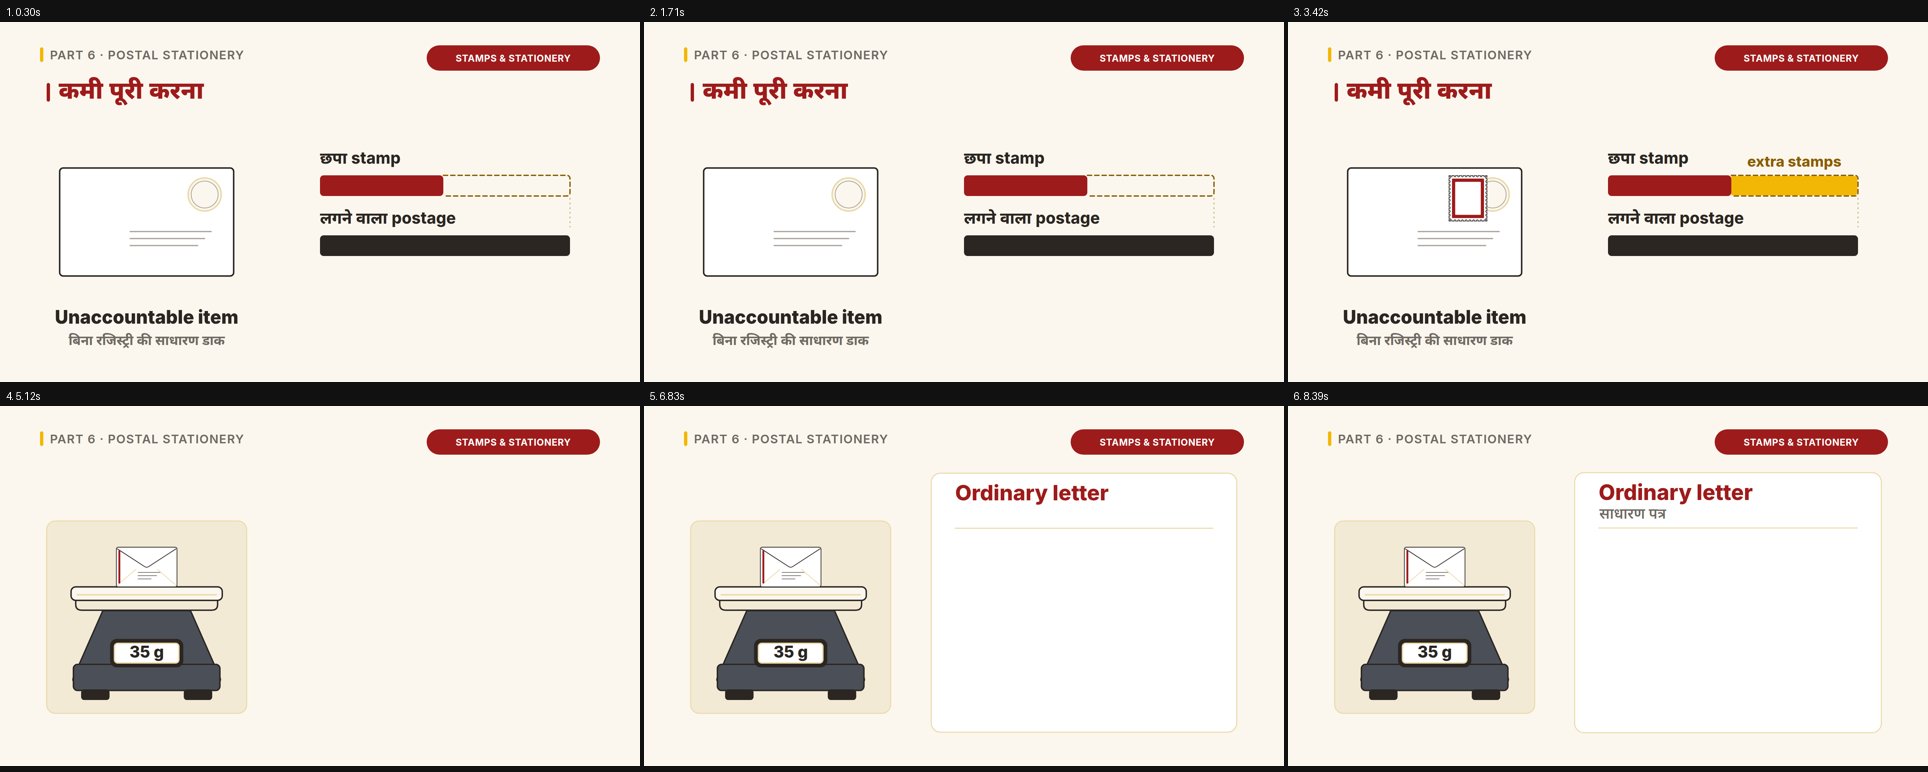 1. 0.30s
PART 6 · POSTAL STATIONERY
STAMPS & STATIONERY
कमी पूरी करना
छपा stamp
लगने वाला postage
Unaccountable item
बिना रजिस्ट्री की साधारण डाक
2. 1.71s
PART 6 · POSTAL STATIONERY
STAMPS & STATIONERY
कमी पूरी करना
छपा stamp
लगने वाला postage
Unaccountable item
बिना रजिस्ट्री की साधारण डाक
3. 3.42s
PART 6 · POSTAL STATIONERY
STAMPS & STATIONERY
कमी पूरी करना
छपा stamp
extra stamps
लगने वाला postage
Unaccountable item
बिना रजिस्ट्री की साधारण डाक
4. 5.12s
PART 6 · POSTAL STATIONERY
STAMPS & STATIONERY
35 g
5. 6.83s
PART 6 · POSTAL STATIONERY
STAMPS & STATIONERY
Ordinary letter
35 g
6. 8.39s
PART 6 · POSTAL STATIONERY
STAMPS & STATIONERY
Ordinary letter
साधारण पत्र
35 g